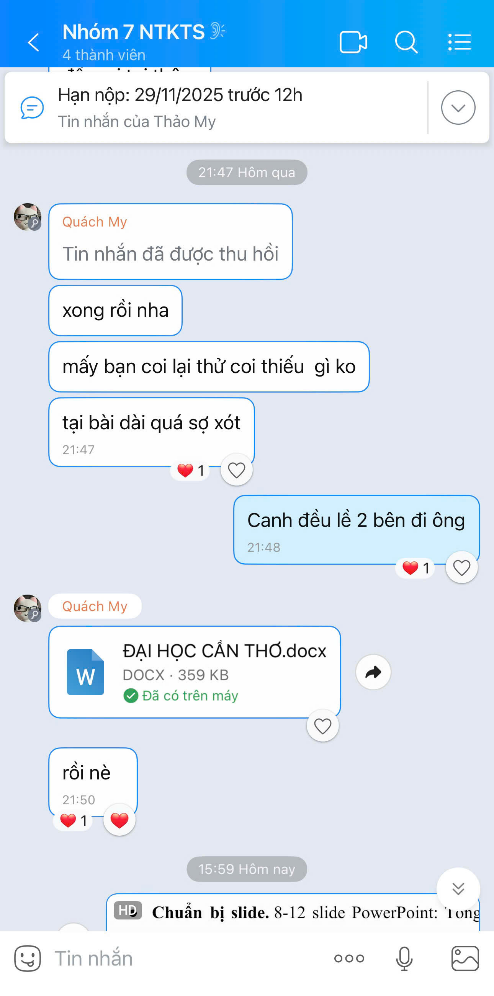 Nhóm 7 NTKTS
4 thành viên
Hạn nộp: 29/11/2025 trước 12h
Tin nhắn của Thảo My
21:47 Hôm qua
Quách My
Tin nhắn đã được thu hồi
xong rồi nha
mấy bạn coi lại thử coi thiếu gì ko
tại bài dài quá sợ xót
21:47
1
Canh đều lề 2 bên đi ông
21:48
1
Quách My
W
ĐẠI HỌC CẦN THƠ.docx
DOCX · 359 KB
Đã có trên máy
rồi nè
21:50
1
15:59 Hôm nay
HD Chuẩn bị slide. 8-12 slide PowerPoint:
Tin nhắn